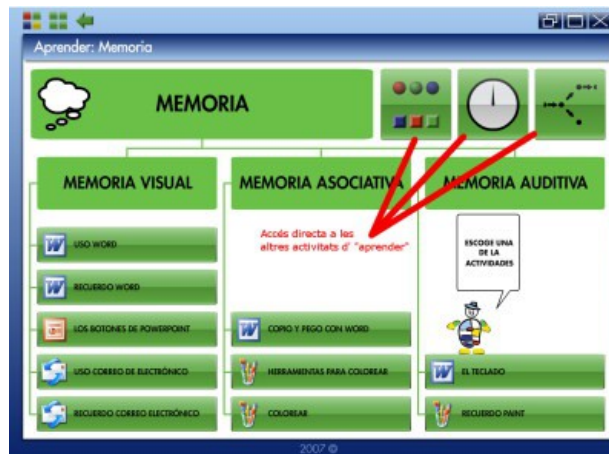 Aprender: Memoria
MEMORIA
MEMORIA VISUAL
MEMORIA ASOCIATIVA
MEMORIA AUDITIVA
Accés directa a les
altres activitats d' "aprender"
ESCOGE UNA
DE LA
ACTIVIDADES
USO WORD
RECUERDO WORD
LOS BOTONES DE POWERPOINT
USO CORREO DE ELECTRÓNICO
RECUERDO CORREO ELECTRÓNICO
COPIO Y PEGO CON WORD
HERRAMIENTAS PARA COLOREAR
COLOREAR
EL TECLADO
RECUERDO PAINT
2007 ©